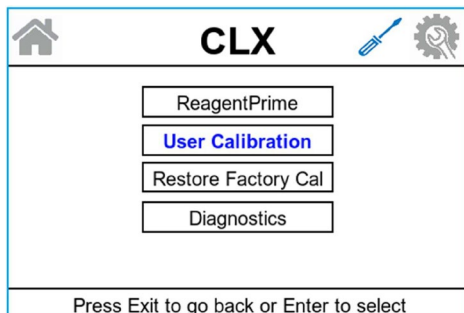 CLX
ReagentPrime
User Calibration
Restore Factory Cal
Diagnostics
Press Exit to go back or Enter to select